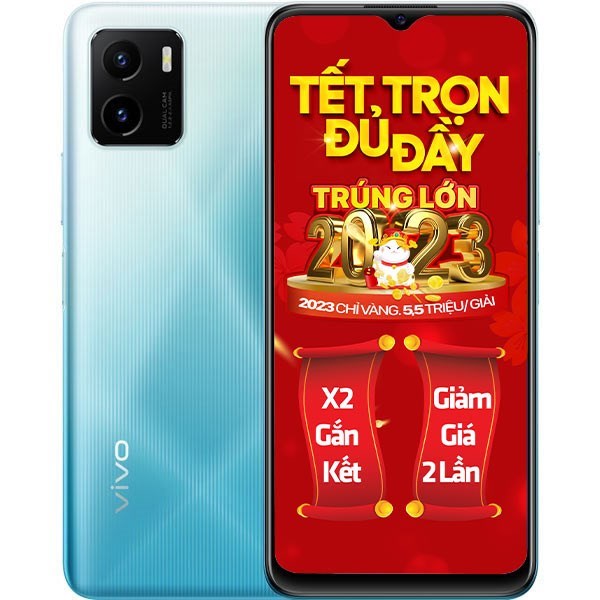 DUAL CAM
vivo
TẾT TRỌN
ĐỦ ĐẦY
TRÚNG LỚN
2023
2023 CHỈ VÀNG. 5,5 TRIỆU/ GIẢI
X2
Gắn
Kết
Giảm
Giá
2 Lần